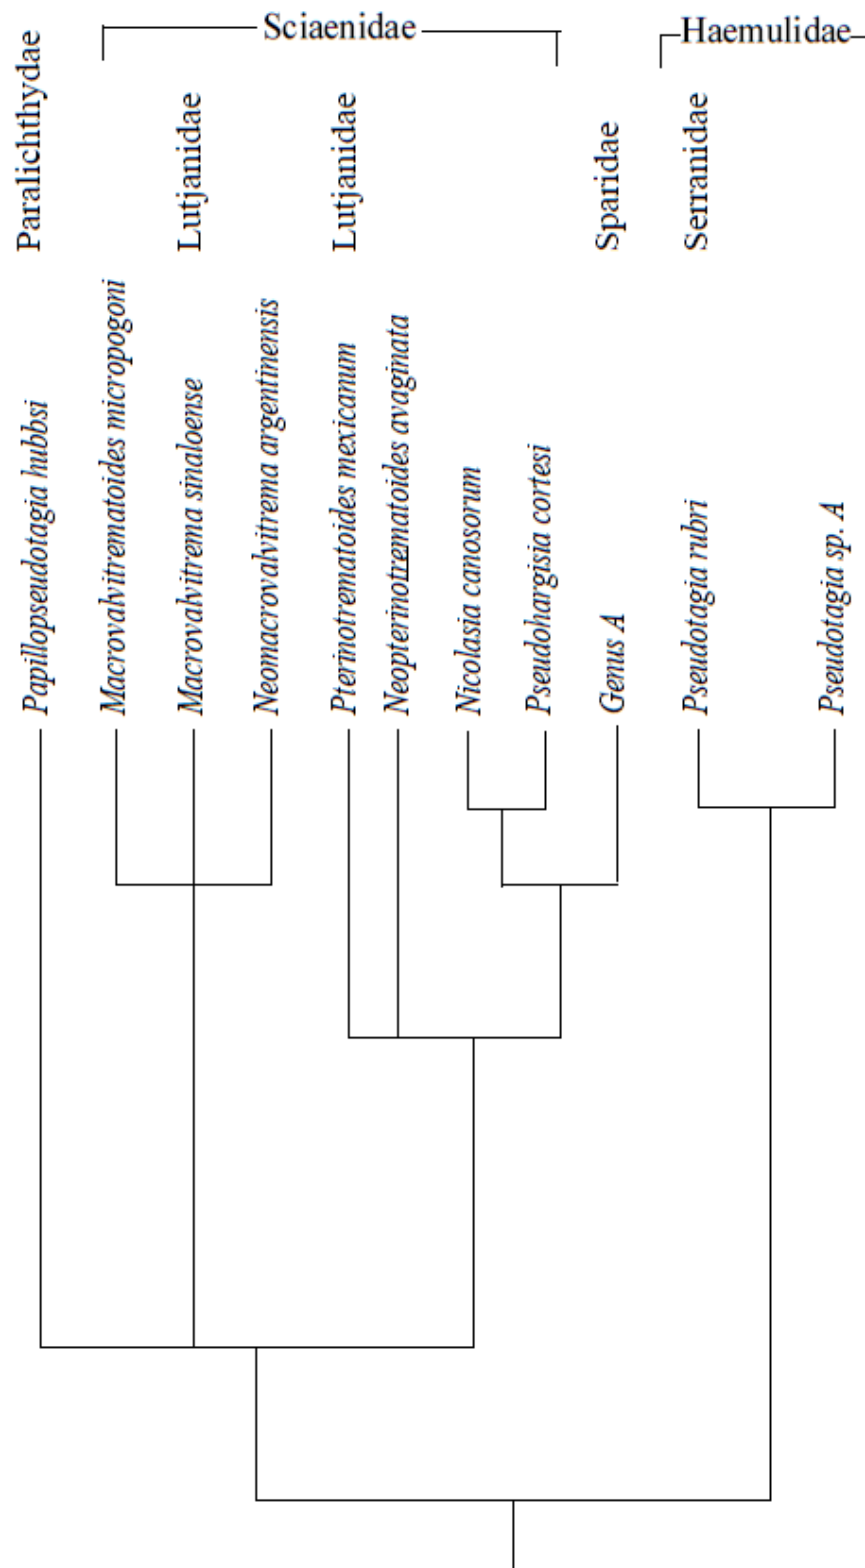 Sciaenidae
Haemulidae
Paralichthydae
Lutjanidae
Lutjanidae
Sparidae
Serranidae
Papillopseudotagia hubbsi
Macrovalvitrematoides micropogoni
Macrovalvitrema sinaloense
Neomacrovalvitrema argentinensis
Pterinotrematoides mexicanum
Neopterinotrematoides avaginata
Nicolasia canosorum
Pseudohargisia cortesi
Genus A
Pseudotagia rubri
Pseudotagia sp. A